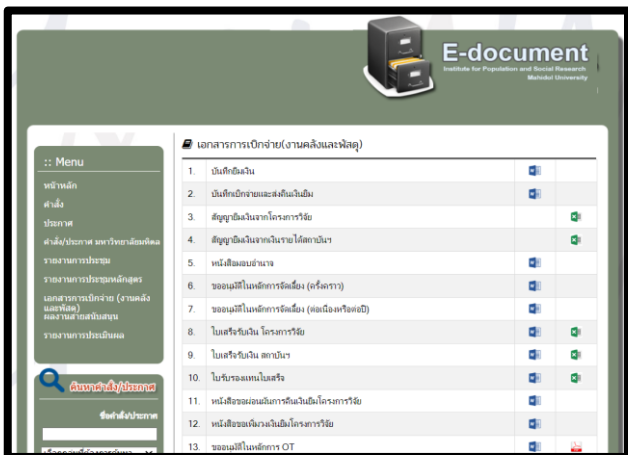 E-document
Institute for Population and Social Research
Mahidol University
เอกสารการเบิกจ่าย(งานคลังและพัสดุ)
:: Menu
หน้าหลัก
คำสั่ง
ประกาศ
คำสั่ง/ประกาศ มหาวิทยาลัยมหิดล
รายงานการประชุม
รายงานการประชุมหลักสูตร
เอกสารการเบิกจ่าย (งานคลัง
และพัสดุ)
ผลงานสายสนับสนุน
รายงานการประเมินผล
ค้นหาคำสั่ง/ประกาศ
ชื่อคำสั่ง/ประกาศ
1. บันทึกยืมเงิน
2. บันทึกเบิกจ่ายและส่งคืนเงินยืม
3. สัญญายืมเงินจากโครงการวิจัย
4. สัญญายืมเงินจากเงินรายได้สถาบันฯ
5. หนังสือมอบอำนาจ
6. ขออนุมัติในหลักการจัดเลี้ยง (ครั้งคราว)
7. ขออนุมัติในหลักการจัดเลี้ยง (ต่อเนื่องหรือต่อปี)
8. ใบเสร็จรับเงิน โครงการวิจัย
9. ใบเสร็จรับเงิน สถาบันฯ
10. ใบรับรองแทนใบเสร็จ
11. หนังสือขอผ่อนผันการคืนเงินยืมโครงการวิจัย
12. หนังสือขอเพิ่มวงเงินยืมโครงการวิจัย
13. ขออนุมัติหลักการ OT